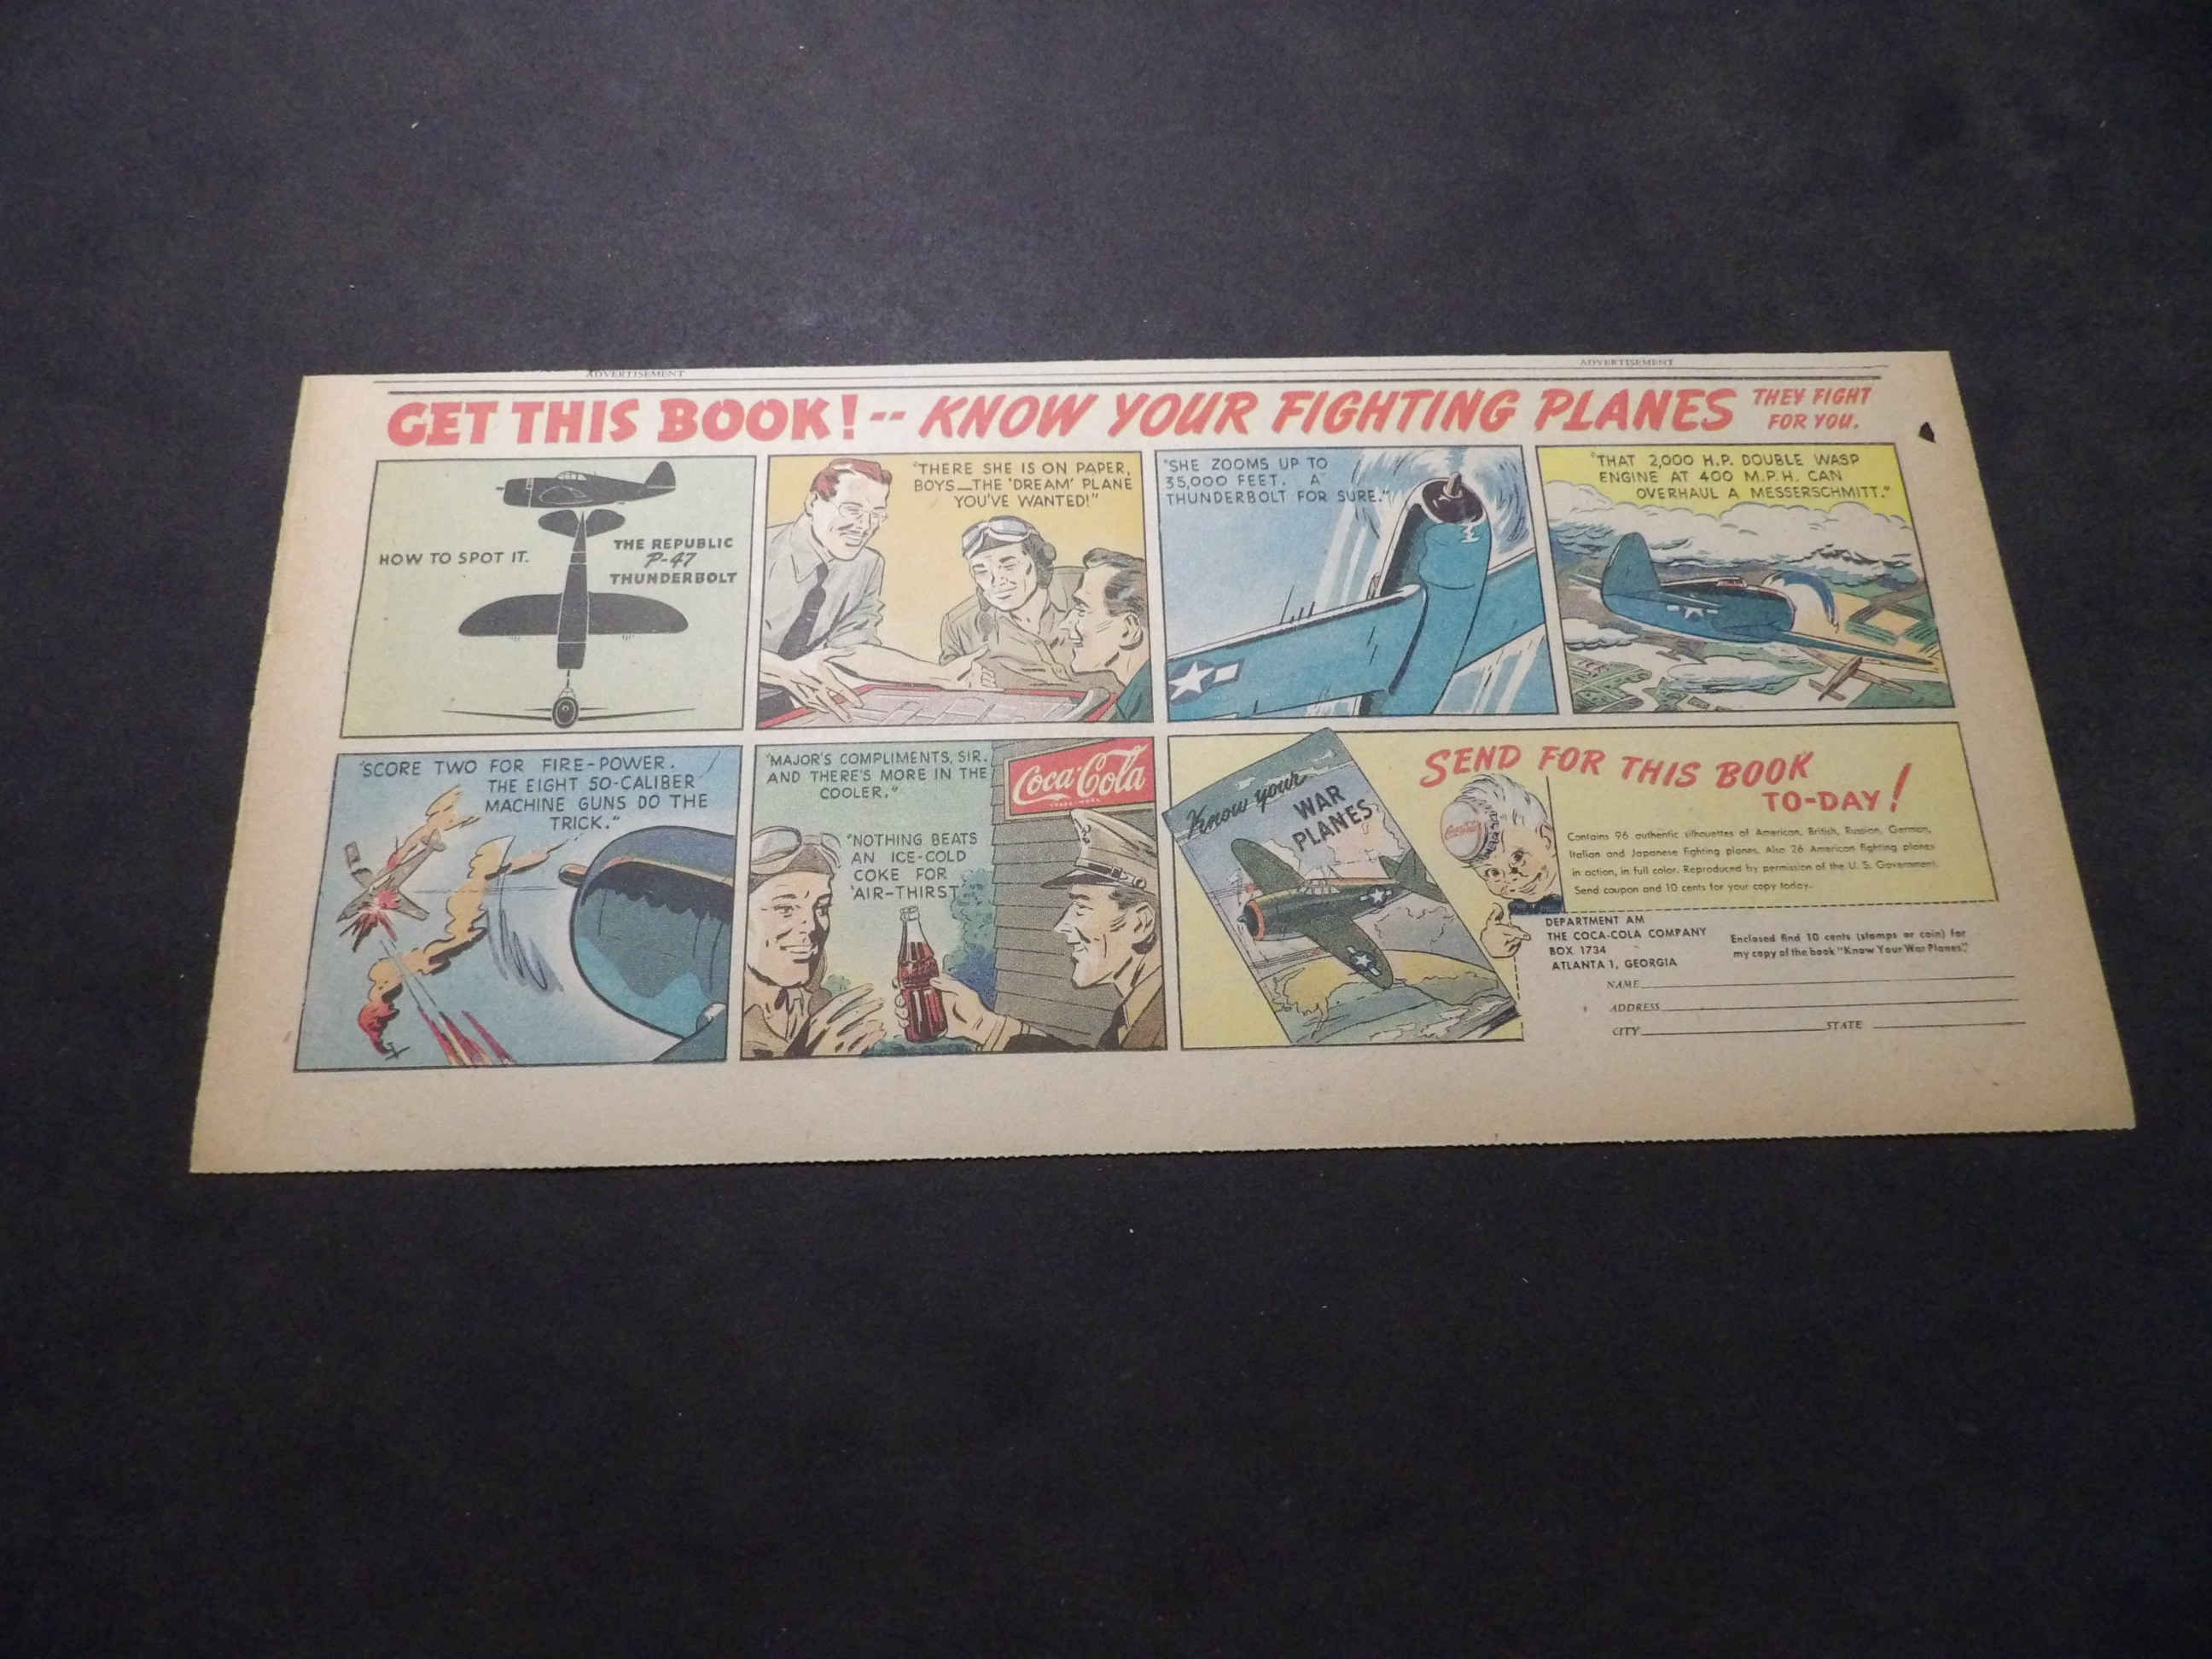 ADVERTISEMENT
ADVERTISEMENT
GET THIS BOOK!-- KNOW YOUR FIGHTING PLANES
THEY FIGHT
FOR YOU.
HOW TO SPOT IT.
THE REPUBLIC
P-47
THUNDERBOLT
"THERE SHE IS ON PAPER,
BOYS—THE 'DREAM' PLANE
YOU'VE WANTED!"
"SHE ZOOMS UP TO
35,000 FEET. A
THUNDERBOLT FOR SURE."
"THAT 2,000 H.P. DOUBLE WASP
ENGINE AT 400 M.P.H. CAN
OVERHAUL A MESSERSCHMITT."
"SCORE TWO FOR FIRE-POWER.
THE EIGHT 50-CALIBER
MACHINE GUNS DO THE
TRICK."
"MAJOR'S COMPLIMENTS, SIR.
AND THERE'S MORE IN THE
COOLER."
Coca-Cola
TRADE-MARK
"NOTHING BEATS
AN ICE-COLD
COKE FOR
'AIR-THIRST'"
Know your
WAR
PLANES
SEND FOR THIS BOOK
TO-DAY!
Coca-Cola
Contains 96 authentic silhouettes of American, British, Russian, German,
Italian and Japanese fighting planes. Also 26 American fighting planes
in action, in full color. Reproduced by permission of the U. S. Government.
Send coupon and 10 cents for your copy today.
DEPARTMENT AM
THE COCA-COLA COMPANY
BOX 1734
ATLANTA 1, GEORGIA
Enclosed find 10 cents (stamps or coin) for
my copy of the book "Know Your War Planes."
NAME
ADDRESS
CITY STATE